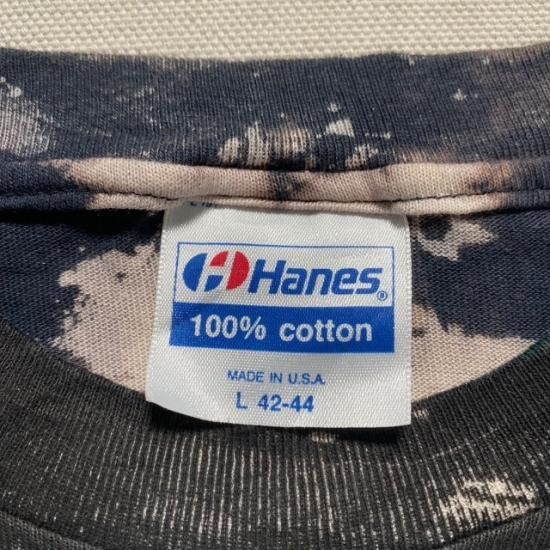 Hanes®
100% cotton
MADE IN U.S.A.
L 42-44